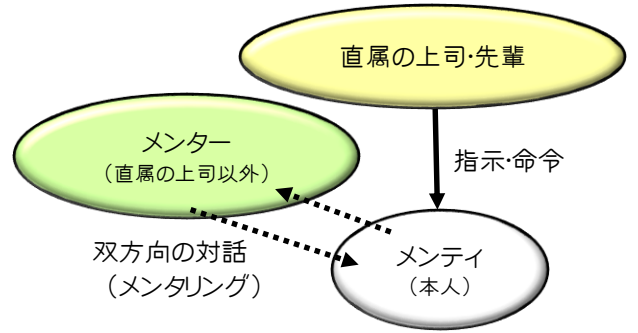 直属の上司・先輩
メンター
（直属の上司以外）
指示・命令
双方向の対話
（メンタリング）
メンティ
（本人）